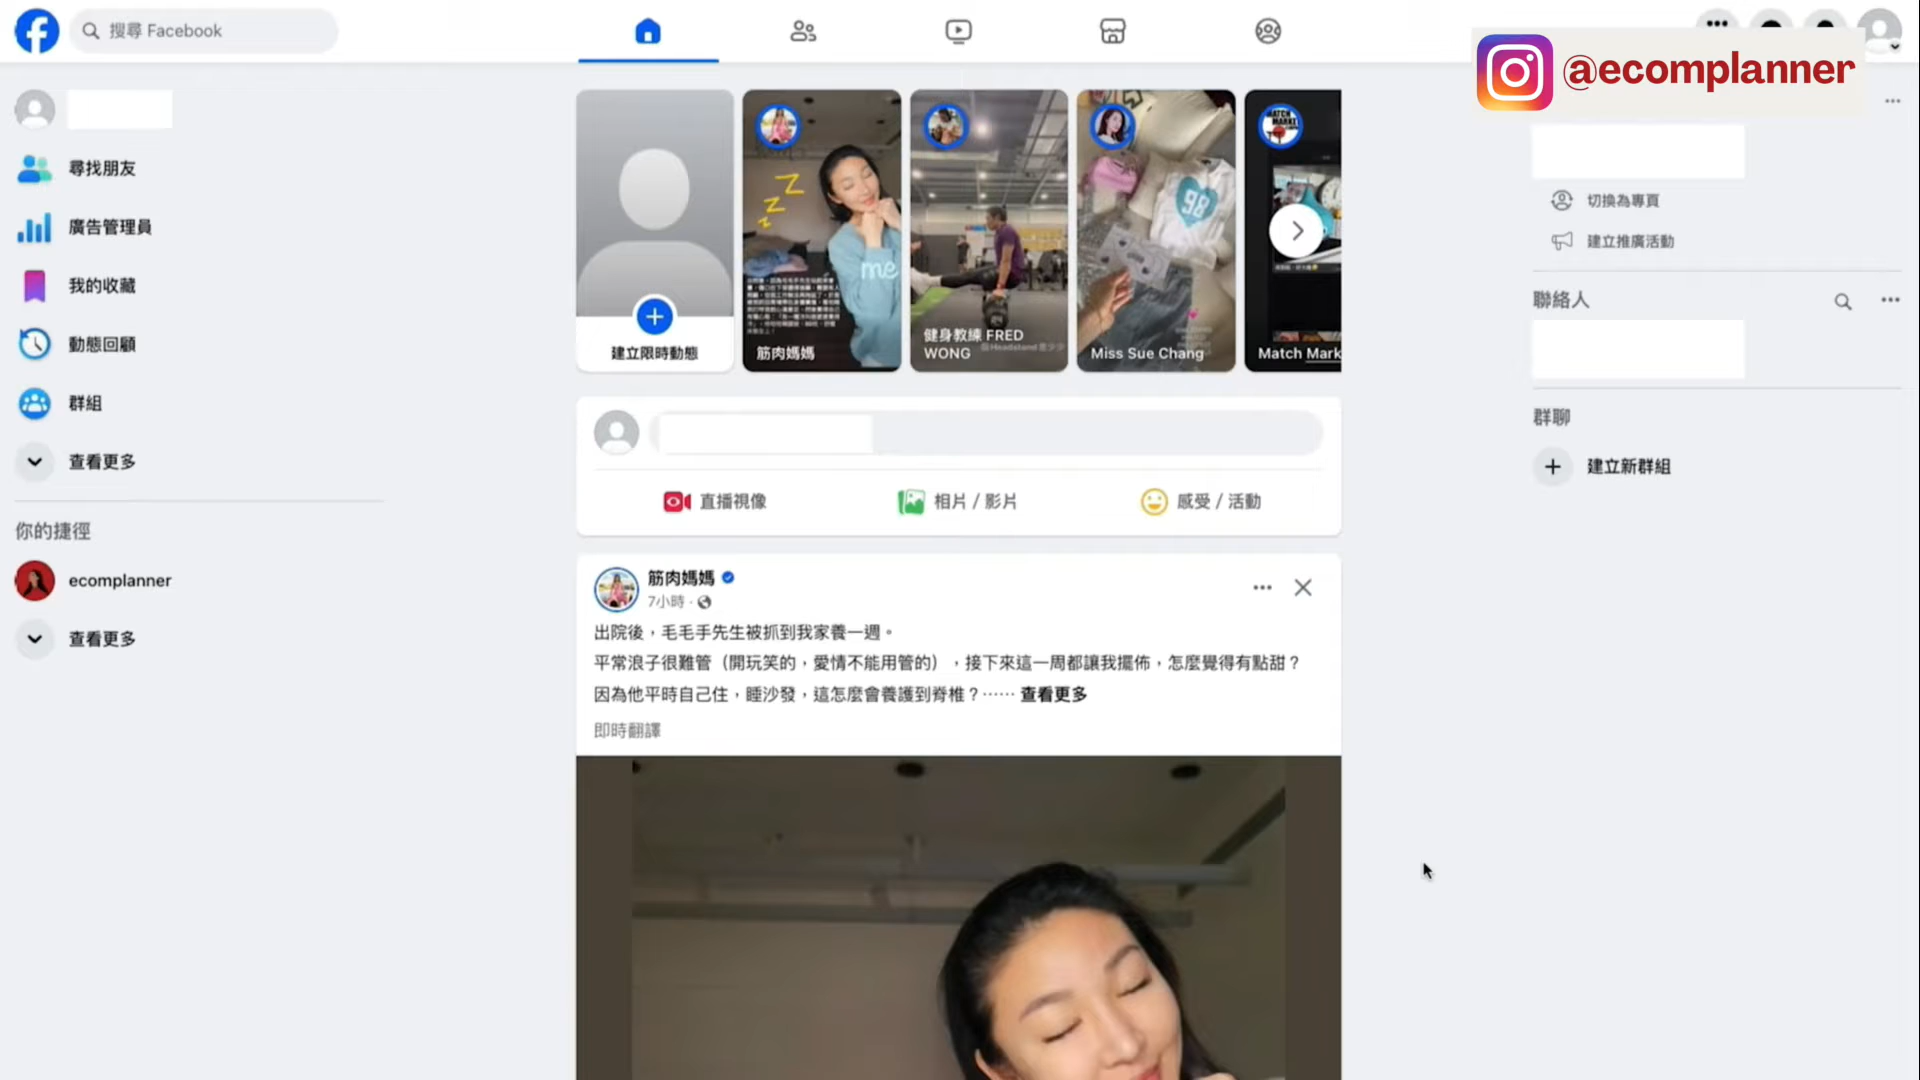 搜尋 Facebook
@ecomplanner
尋找朋友
廣告管理員
我的收藏
動態回顧
群組
查看更多
你的捷徑
ecomplanner
查看更多
建立限時動態
me
筋肉媽媽
健身教練 FRED
WONG
98
Miss Sue Chang
MATCH
Match Mark
直播視像
相片 / 影片
感受 / 活動
筋肉媽媽
7小時 ·
出院後，毛毛手先生被抓到我家養一週。
平常浪子很難管（開玩笑的，愛情不能用管的），接下來這一周都讓我擺佈，怎麼覺得有點甜？
因為他平時自己住，睡沙發，這怎麼會養護到脊椎？…… 查看更多
即時翻譯
切換為專頁
建立推廣活動
聯絡人
群聊
建立新群組